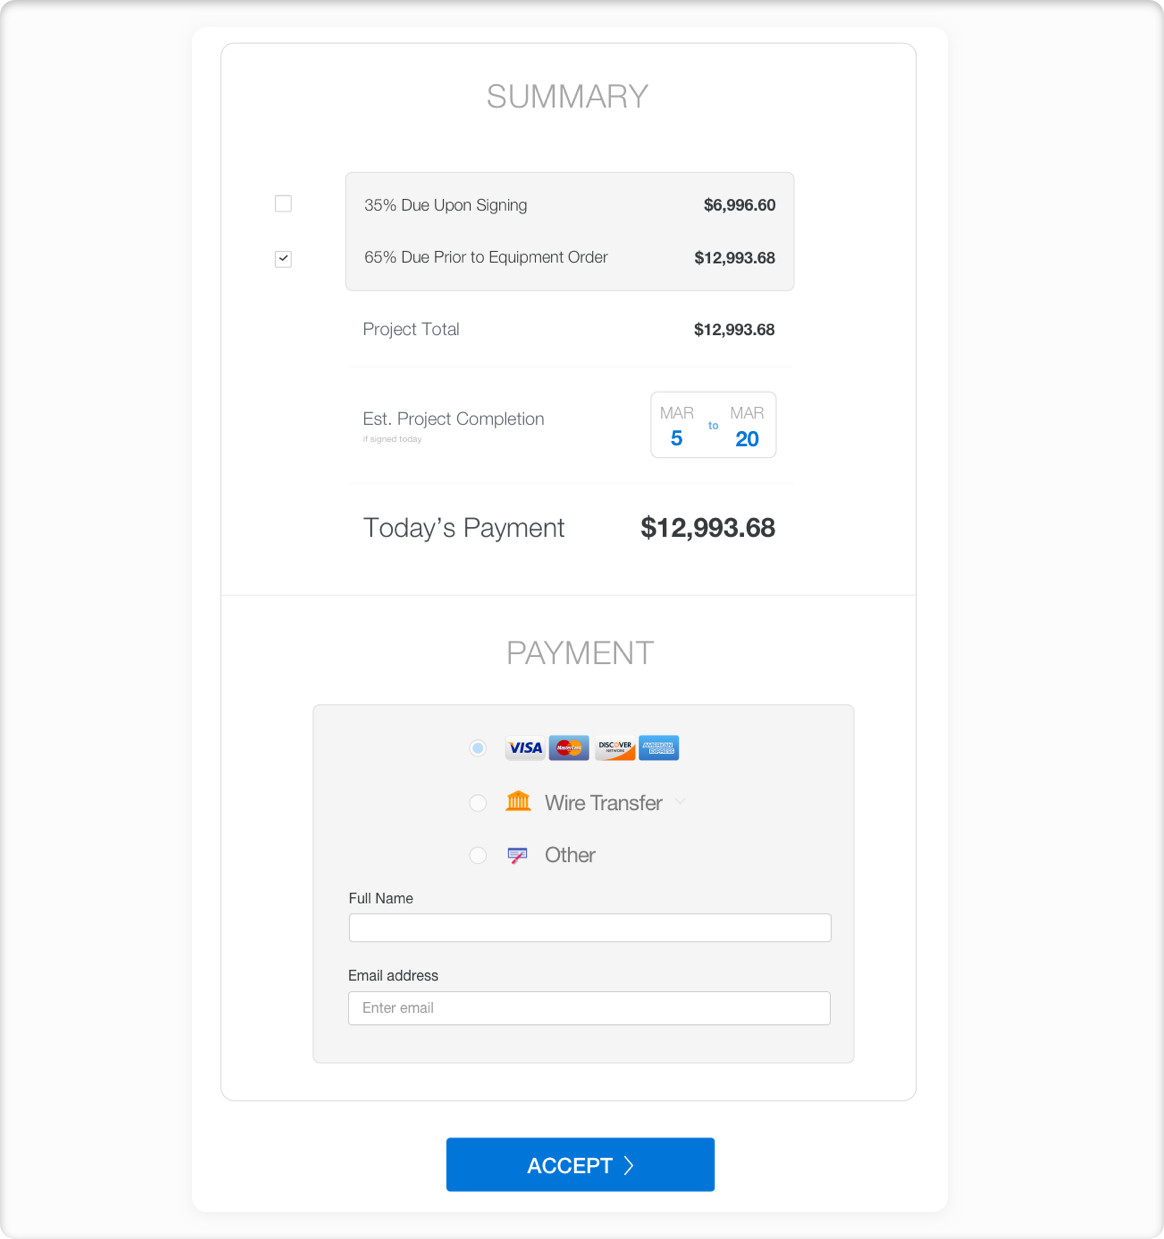 SUMMARY
35% Due Upon Signing $6,996.60
65% Due Prior to Equipment Order $12,993.68
Project Total $12,993.68
Est. Project Completion
if signed today
MAR 5 to MAR 20
Today’s Payment $12,993.68
PAYMENT
VISA MasterCard DISCOVER NETWORK AMERICAN EXPRESS
Wire Transfer
Other
Full Name
Email address
Enter email
ACCEPT